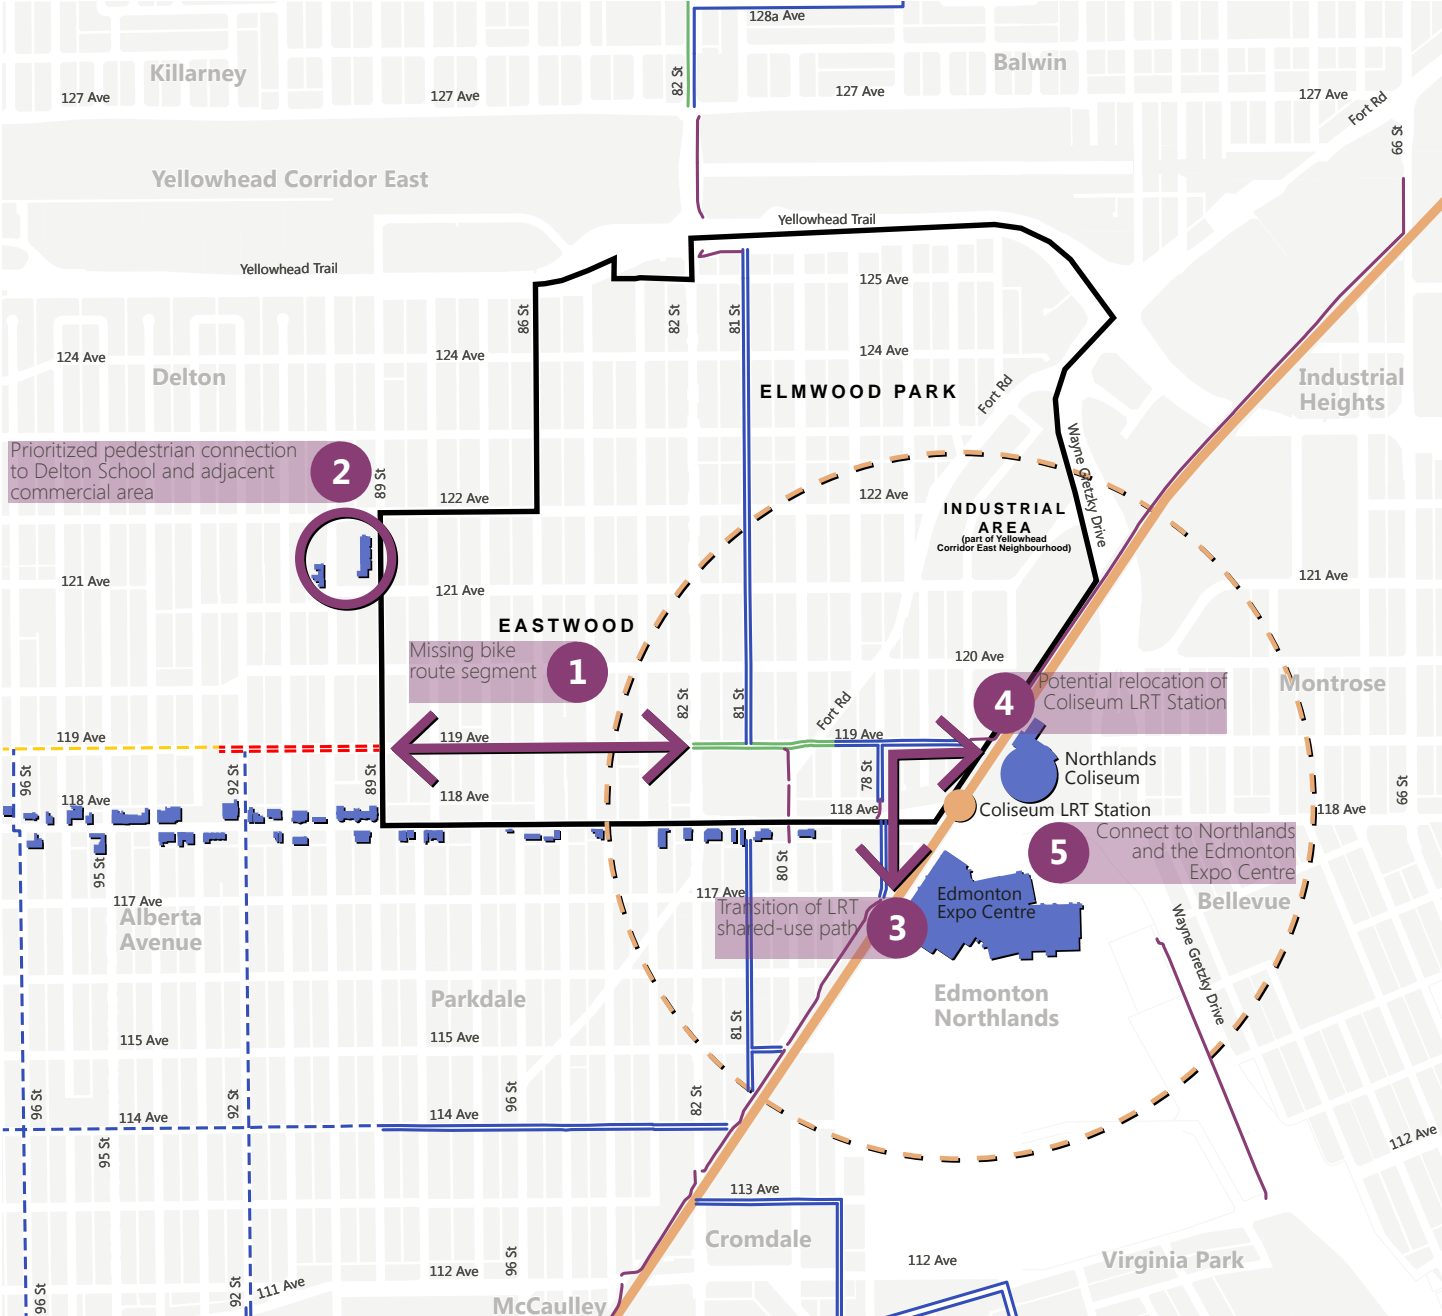 128a Ave
82 St
Killarney
Balwin
127 Ave
127 Ave
127 Ave
127 Ave
Fort Rd
66 St
Yellowhead Corridor East
Yellowhead Trail
Yellowhead Trail
125 Ave
86 St
82 St
81 St
124 Ave
124 Ave
124 Ave
Delton
ELMWOOD PARK
Fort Rd
Industrial
Heights
Wayne Gretzky Drive
Prioritized pedestrian connection
to Delton School and adjacent
commercial area
2
89 St
122 Ave
122 Ave
INDUSTRIAL
AREA
(part of Yellowhead
Corridor East Neighbourhood)
121 Ave
121 Ave
121 Ave
EASTWOOD
Missing bike
route segment
1
120 Ave
Potential relocation of
Coliseum LRT Station
4
Montrose
82 St
81 St
Fort Rd
119 Ave
119 Ave
119 Ave
96 St
92 St
89 St
78 St
Northlands
Coliseum
66 St
118 Ave
118 Ave
118 Ave
118 Ave
Coliseum LRT Station
Connect to Northlands
and the Edmonton
Expo Centre
5
95 St
80 St
117 Ave
117 Ave
Alberta
Avenue
Transition of LRT
shared-use path
3
Edmonton
Expo Centre
Bellevue
Wayne Gretzky Drive
Parkdale
Edmonton
Northlands
81 St
115 Ave
115 Ave
96 St
92 St
96 St
82 St
114 Ave
114 Ave
95 St
112 Ave
113 Ave
Cromdale
96 St
112 Ave
112 Ave
Virginia Park
96 St
92 St
111 Ave
McCaulley